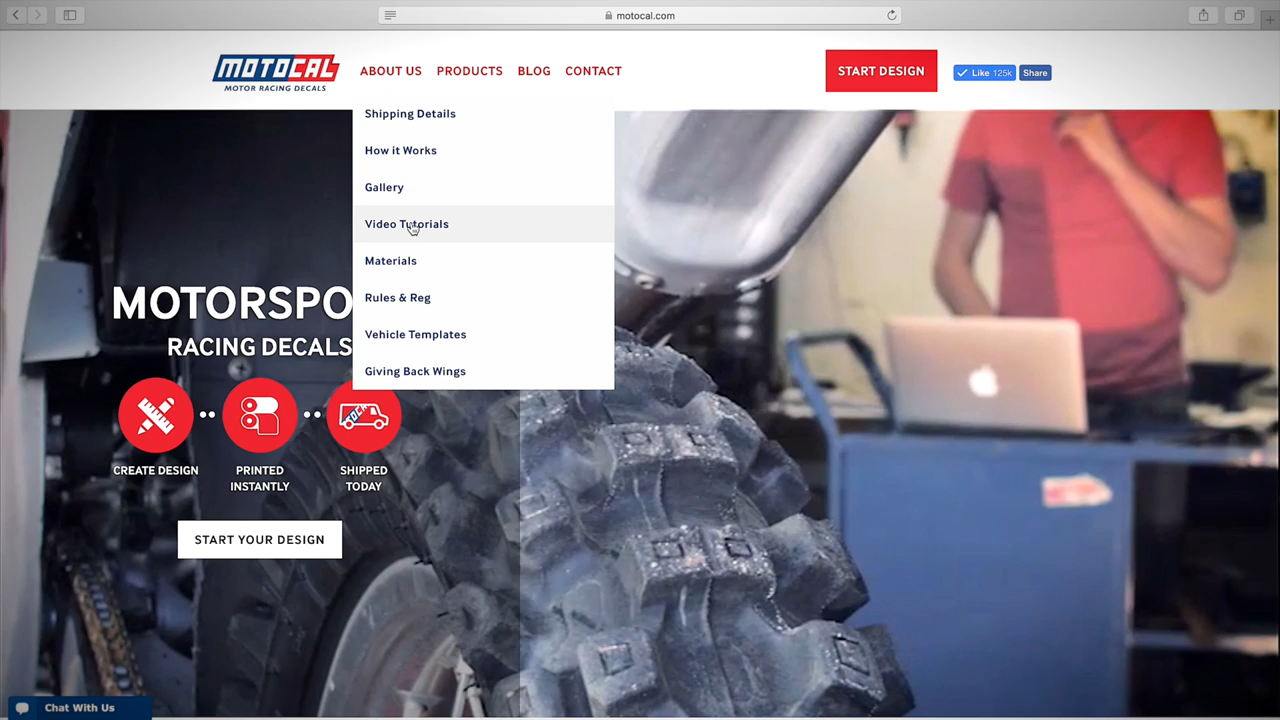 motocal.com
MOTOCAL
MOTOR RACING DECALS
ABOUT US PRODUCTS BLOG CONTACT
START DESIGN
Like 125k Share
Shipping Details
How it Works
Gallery
Video Tutorials
Materials
Rules & Reg
Vehicle Templates
Giving Back Wings
MOTORSPO
RACING DECALS
CREATE DESIGN
PRINTED
INSTANTLY
SHIPPED
TODAY
START YOUR DESIGN
Chat With Us